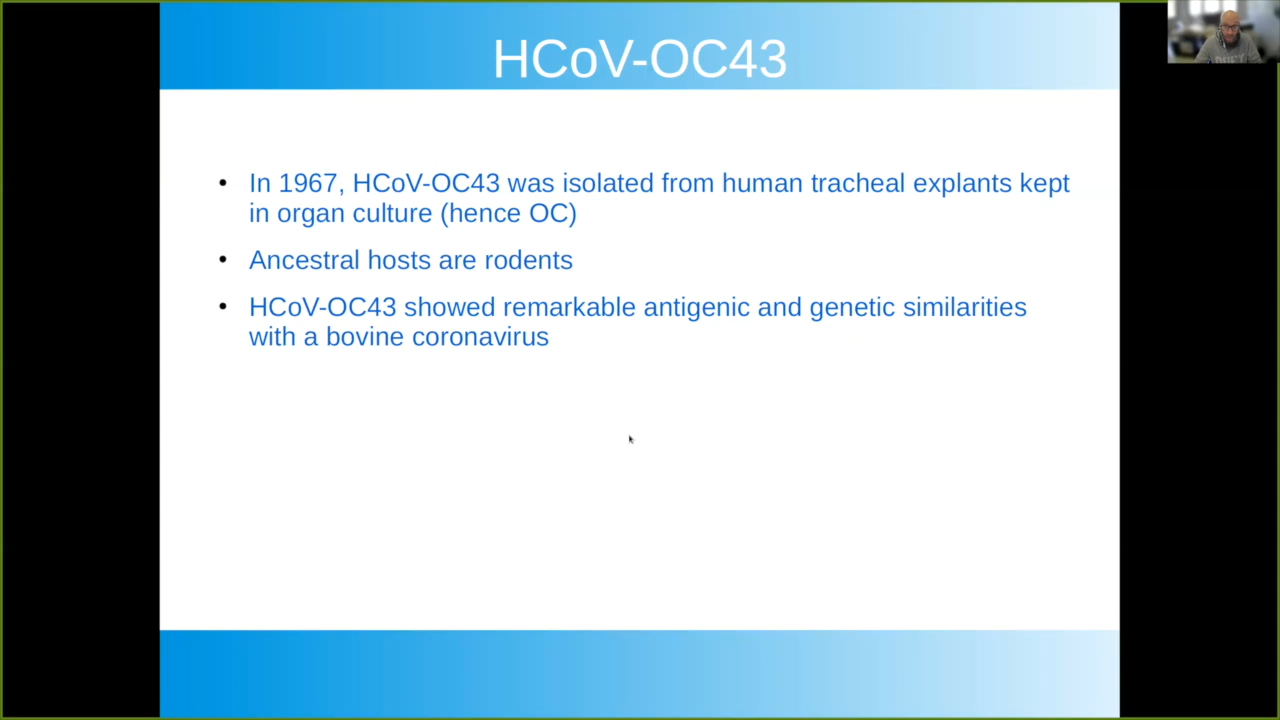 HCoV-OC43
• In 1967, HCoV-OC43 was isolated from human tracheal explants kept
in organ culture (hence OC)
• Ancestral hosts are rodents
• HCoV-OC43 showed remarkable antigenic and genetic similarities
with a bovine coronavirus